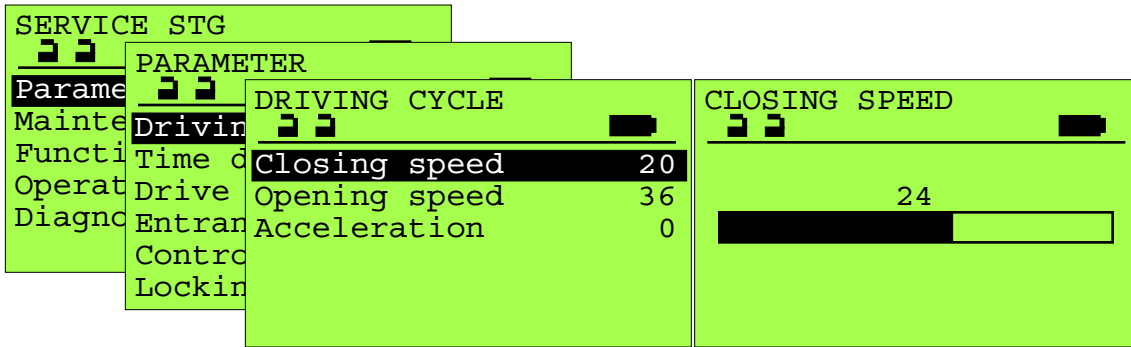 SERVICE STG
Parame
Mainte
Functi
Operat
Diagno
PARAMETER
Drivin
Time d
Drive
Entran
Contro
Lockin
DRIVING CYCLE
Closing speed 20
Opening speed 36
Acceleration 0
CLOSING SPEED
24